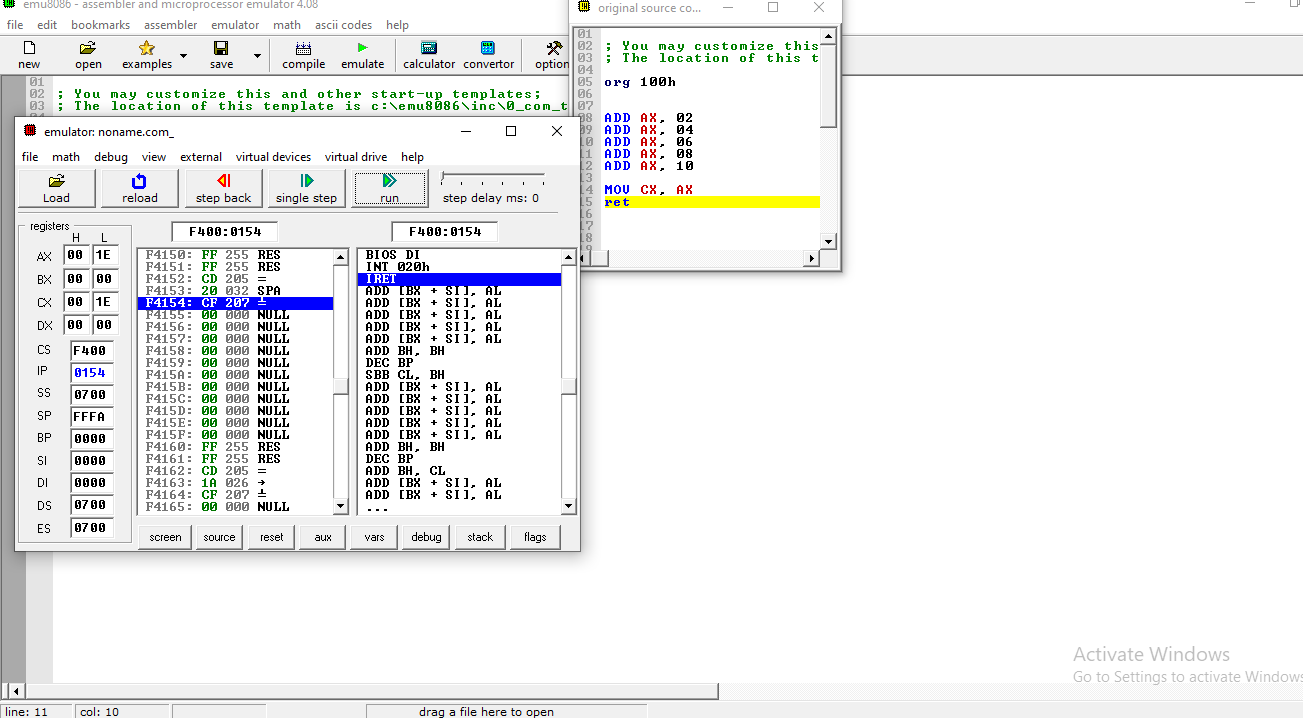 emu8086 - assembler and microprocessor emulator 4.08
file edit bookmarks assembler emulator math ascii codes help
new open examples save compile emulate calculator convertor option
01
02 ; You may customize this and other start-up templates;
03 ; The location of this template is c:\emu8086\inc\0_com_t
original source co...
01
02 ; You may customize this
03 ; The location of this t
04
05 org 100h
06
07
08 ADD AX, 02
09 ADD AX, 04
10 ADD AX, 06
11 ADD AX, 08
12 ADD AX, 10
13
14 MOV CX, AX
15 ret
16
17
18
emulator: noname.com_
file math debug view external virtual devices virtual drive help
Load reload step back single step run step delay ms: 0
registers
H L
AX 00 1E
BX 00 00
CX 00 1E
DX 00 00
CS F400
IP 0154
SS 0700
SP FFFA
BP 0000
SI 0000
DI 0000
DS 0700
ES 0700
F400:0154
F4150: FF 255 RES
F4151: FF 255 RES
F4152: CD 205 =
F4153: 20 032 SPA
F4154: CF 207 ╧
F4155: 00 000 NULL
F4156: 00 000 NULL
F4157: 00 000 NULL
F4158: 00 000 NULL
F4159: 00 000 NULL
F415A: 00 000 NULL
F415B: 00 000 NULL
F415C: 00 000 NULL
F415D: 00 000 NULL
F415E: 00 000 NULL
F415F: 00 000 NULL
F4160: FF 255 RES
F4161: FF 255 RES
F4162: CD 205 =
F4163: 1A 026 →
F4164: CF 207 ╧
F4165: 00 000 NULL
F400:0154
BIOS DI
INT 020h
IRET
ADD [BX + SI], AL
ADD [BX + SI], AL
ADD [BX + SI], AL
ADD [BX + SI], AL
ADD [BX + SI], AL
ADD BH, BH
DEC BP
SBB CL, BH
ADD [BX + SI], AL
ADD [BX + SI], AL
ADD [BX + SI], AL
ADD [BX + SI], AL
ADD [BX + SI], AL
ADD BH, BH
DEC BP
ADD BH, CL
ADD [BX + SI], AL
ADD [BX + SI], AL
...
screen source reset aux vars debug stack flags
Activate Windows
Go to Settings to activate Windows
line: 11 col: 10 drag a file here to open